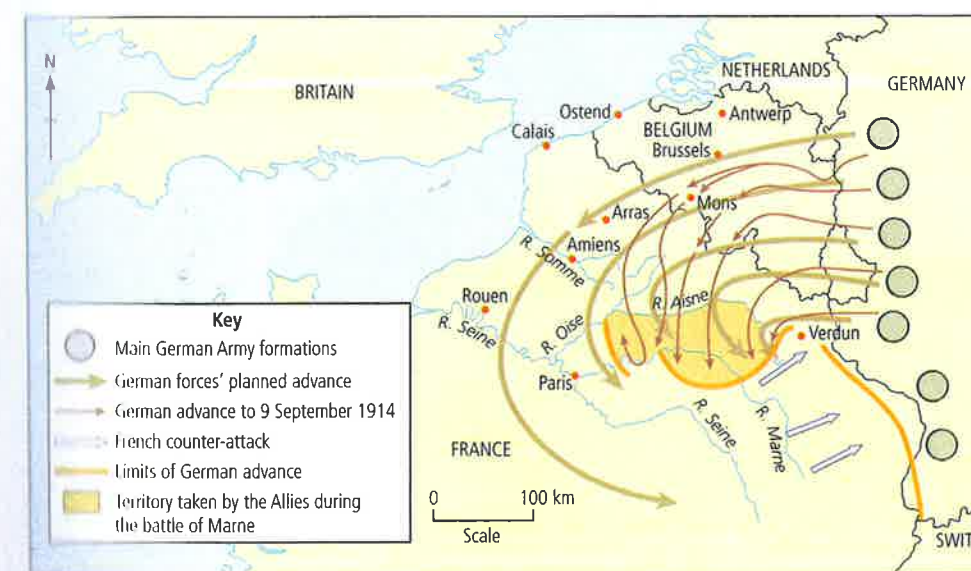 N
BRITAIN
NETHERLANDS
GERMANY
Ostend
Antwerp
Calais
BELGIUM
Brussels
Mons
Arras
Amiens
R. Somme
Rouen
R. Seine
R. Oise
R. Aisne
Verdun
Paris
R. Seine
R. Marne
FRANCE
0 100 km
Scale
SWIT
Key
Main German Army formations
German forces' planned advance
German advance to 9 September 1914
French counter-attack
Limits of German advance
Territory taken by the Allies during
the battle of Marne